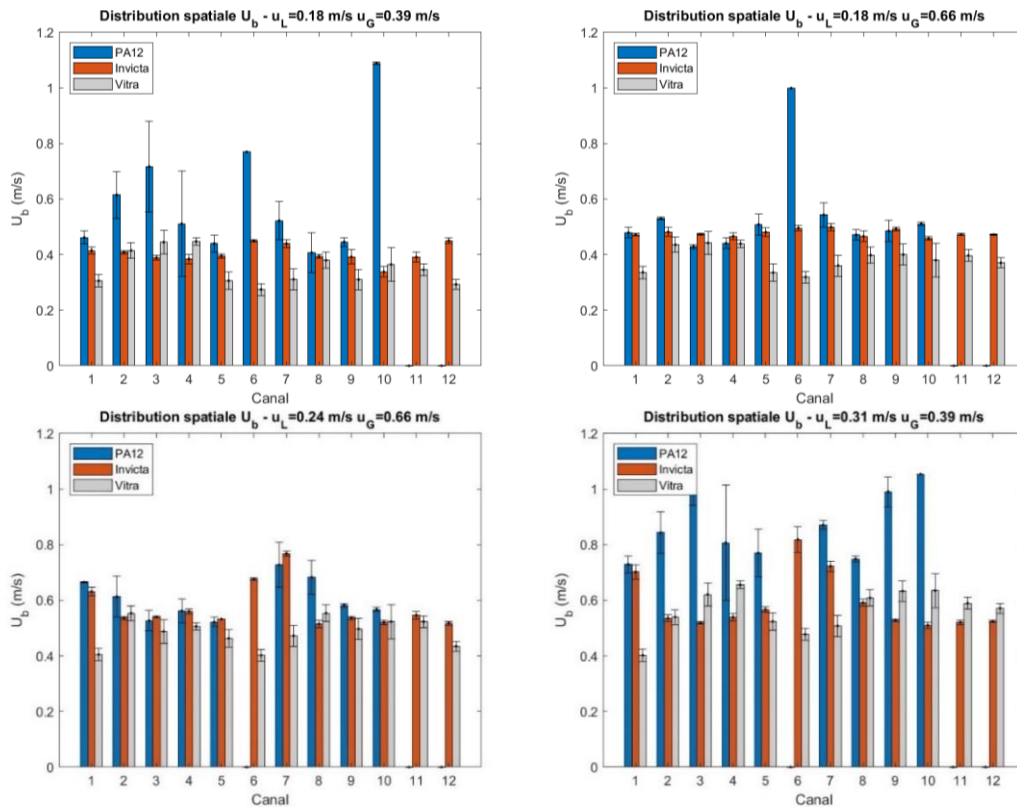 Distribution spatiale U_b - u_L=0.18 m/s u_G=0.39 m/s
PA12
Invicta
Vitra
U_b (m/s)
1.2
1
0.8
0.6
0.4
0.2
0
1 2 3 4 5 6 7 8 9 10 11 12
Canal
Distribution spatiale U_b - u_L=0.18 m/s u_G=0.66 m/s
PA12
Invicta
Vitra
U_b (m/s)
1.2
1
0.8
0.6
0.4
0.2
0
1 2 3 4 5 6 7 8 9 10 11 12
Canal
Distribution spatiale U_b - u_L=0.24 m/s u_G=0.66 m/s
PA12
Invicta
Vitra
U_b (m/s)
1.2
1
0.8
0.6
0.4
0.2
0
1 2 3 4 5 6 7 8 9 10 11 12
Canal
Distribution spatiale U_b - u_L=0.31 m/s u_G=0.39 m/s
PA12
Invicta
Vitra
U_b (m/s)
1.2
1
0.8
0.6
0.4
0.2
0
1 2 3 4 5 6 7 8 9 10 11 12
Canal